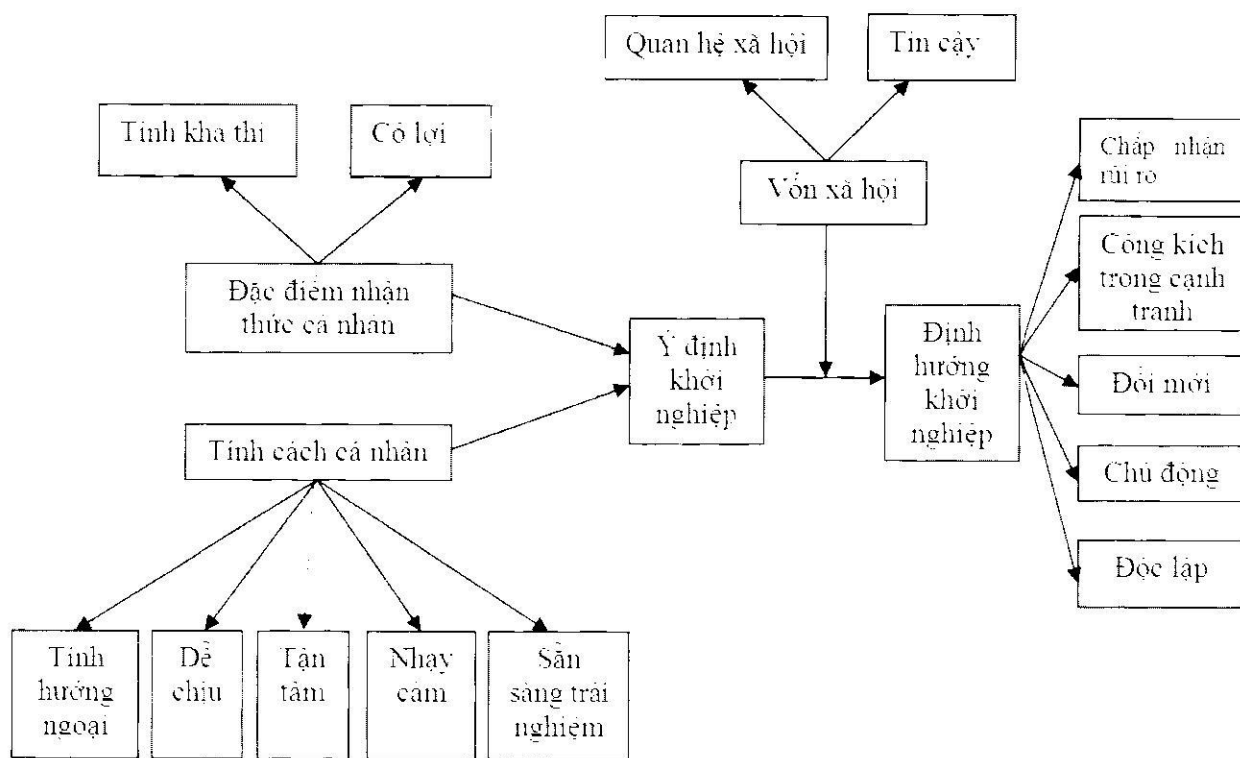 Quan hệ xã hội
Tin cậy
Tính khả thi
Có lợi
Chấp nhận
rủi ro
Vốn xã hội
Công kích
trong cạnh
tranh
Đặc điểm nhận
thức cá nhân
Ý định
khởi
nghiệp
Định
hướng
khởi
nghiệp
Đổi mới
Tính cách cá nhân
Chủ động
Độc lập
Tính
hướng
ngoại
Dễ
chịu
Tận
tâm
Nhạy
cảm
Sẵn
sàng trải
nghiệm